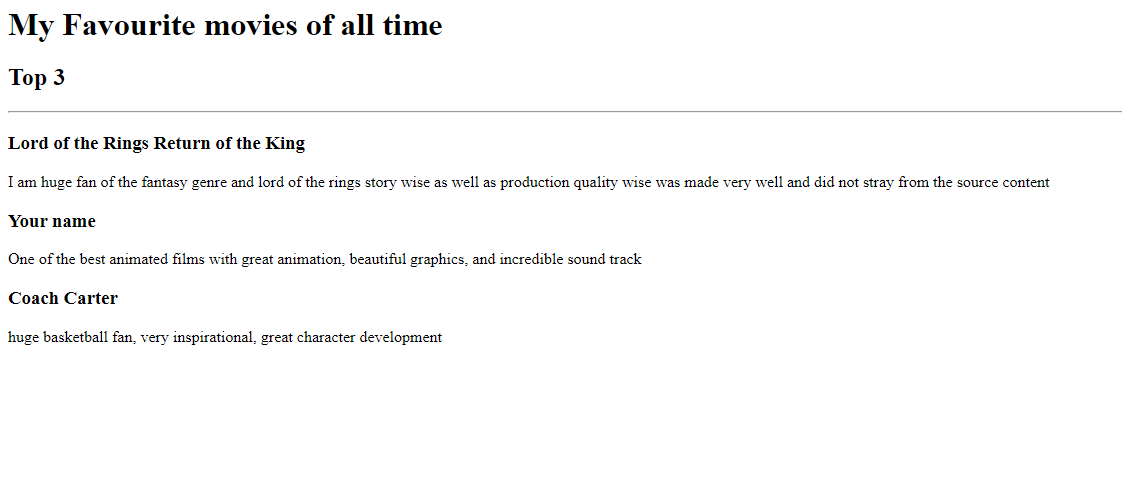 My Favourite movies of all time
Top 3
Lord of the Rings Return of the King
I am huge fan of the fantasy genre and lord of the rings story wise as well as production quality wise was made very well and did not stray from the source content
Your name
One of the best animated films with great animation, beautiful graphics, and incredible sound track
Coach Carter
huge basketball fan, very inspirational, great character development